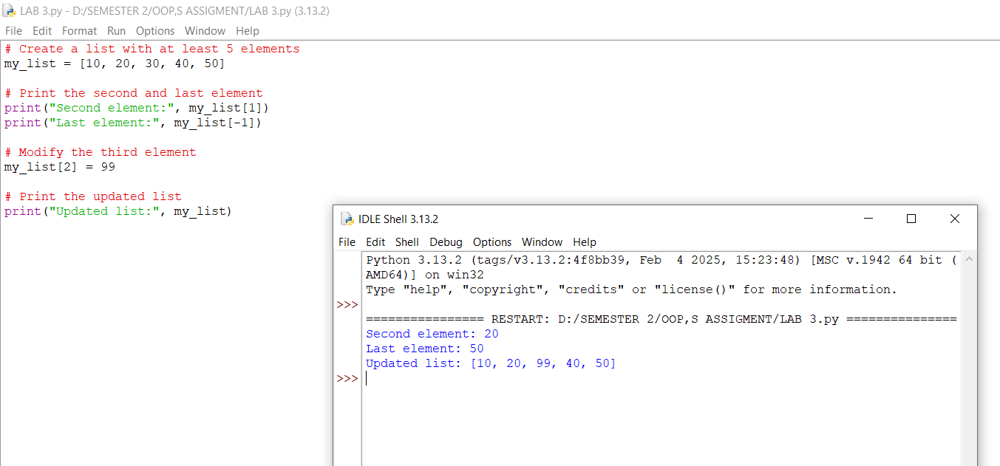 LAB 3.py - D:/SEMESTER 2/OOP,S ASSIGMENT/LAB 3.py (3.13.2)
File Edit Format Run Options Window Help
# Create a list with at least 5 elements
my_list = [10, 20, 30, 40, 50]
# Print the second and last element
print("Second element:", my_list[1])
print("Last element:", my_list[-1])
# Modify the third element
my_list[2] = 99
# Print the updated list
print("Updated list:", my_list)
IDLE Shell 3.13.2
File Edit Shell Debug Options Window Help
Python 3.13.2 (tags/v3.13.2:4f8bb39, Feb  4 2025, 15:23:48) [MSC v.1942 64 bit (
AMD64)] on win32
Type "help", "copyright", "credits" or "license()" for more information.
>>>
================ RESTART: D:/SEMESTER 2/OOP,S ASSIGMENT/LAB 3.py ===============
Second element: 20
Last element: 50
Updated list: [10, 20, 99, 40, 50]
>>>